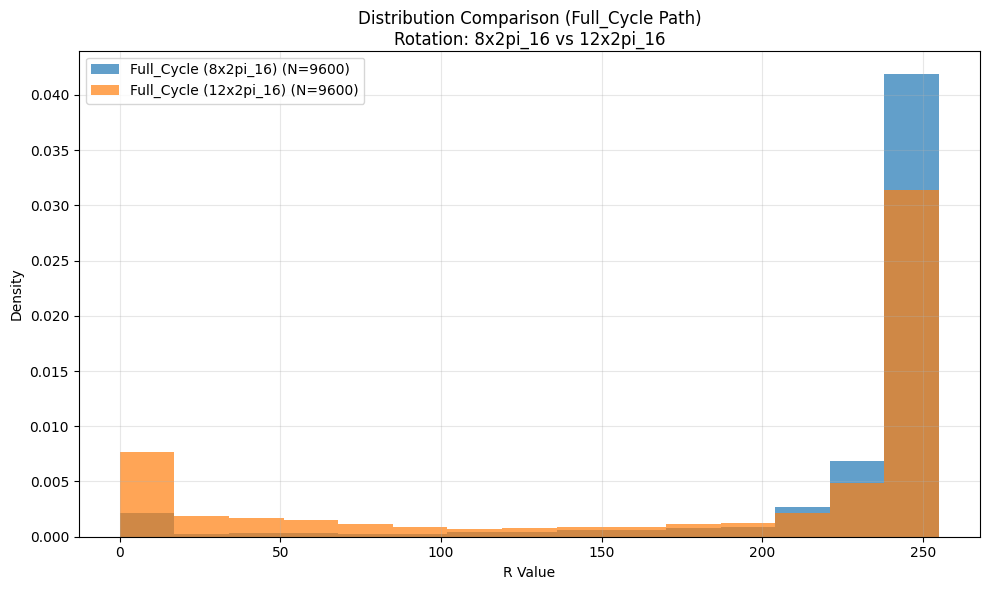 Distribution Comparison (Full_Cycle Path)
Rotation: 8x2pi_16 vs 12x2pi_16
Full_Cycle (8x2pi_16) (N=9600)
Full_Cycle (12x2pi_16) (N=9600)
0.040
0.035
0.030
0.025
0.020
0.015
0.010
0.005
0.000
Density
0 50 100 150 200 250
R Value